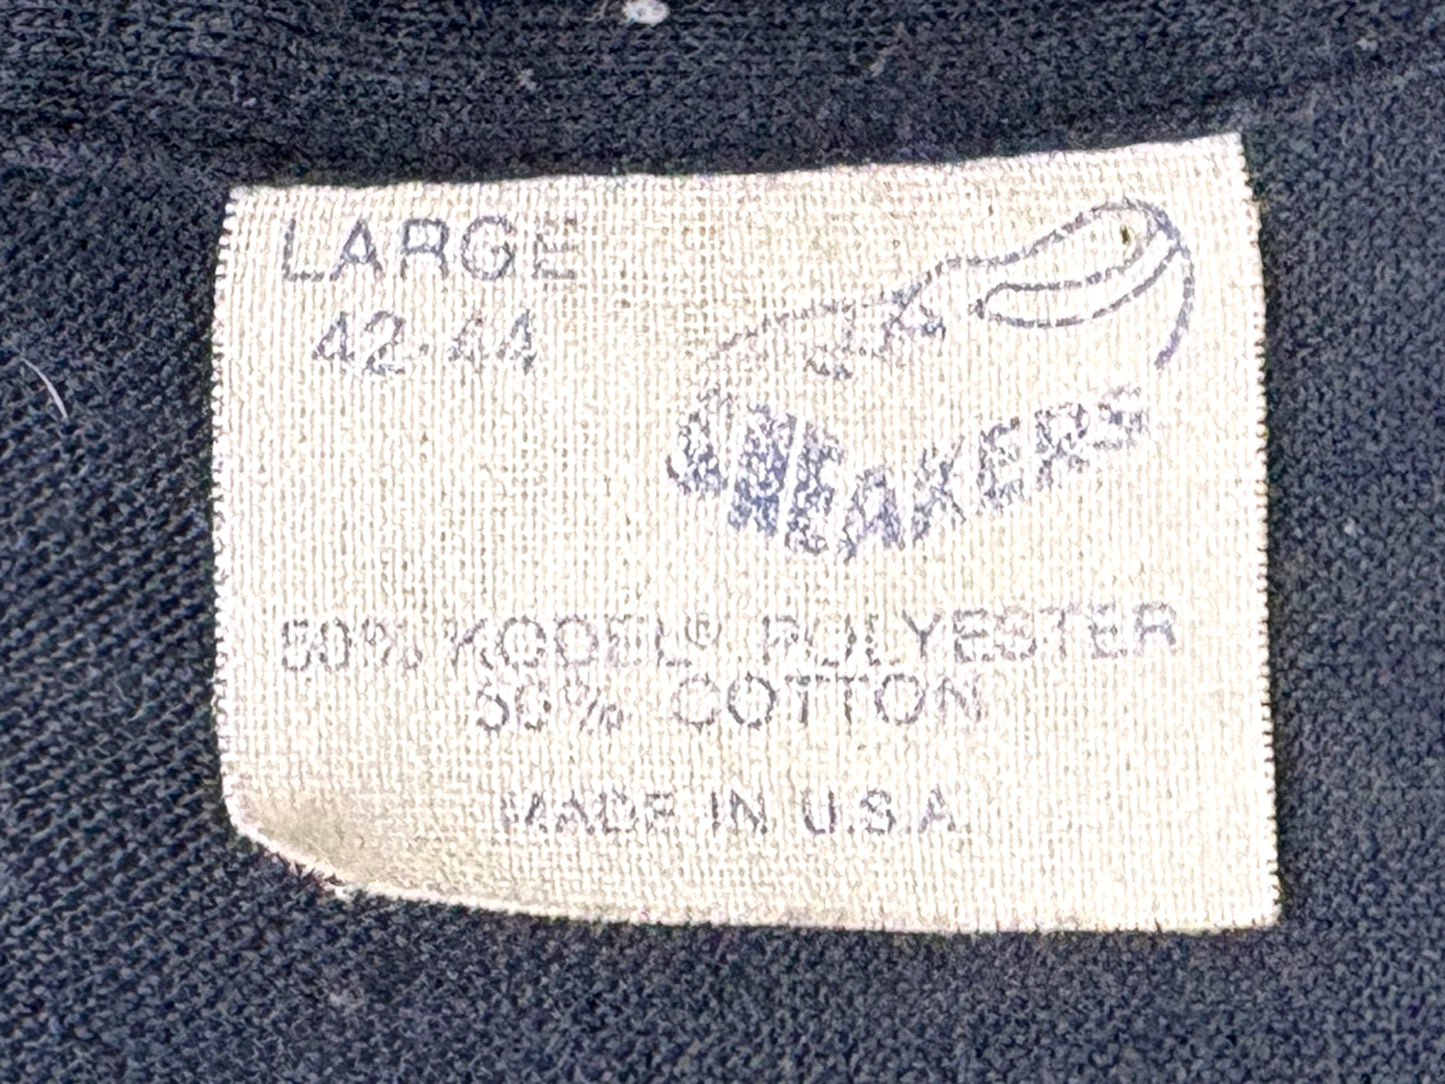 LARGE
42-44
SNEAKERS
50% KODEL® POLYESTER
50% COTTON
MADE IN U.S.A.